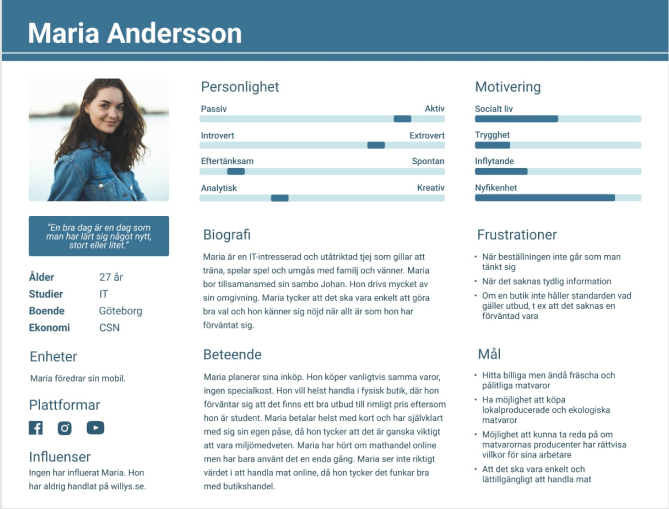 Maria Andersson
"En bra dag är en dag som
man har lärt sig något nytt,
stort eller litet."
Ålder 27 år
Studier IT
Boende Göteborg
Ekonomi CSN
Enheter
Maria föredrar sin mobil.
Plattformar
Influenser
Ingen har influerat Maria. Hon
har aldrig handlat på willys.se.
Personlighet
Passiv Aktiv
Introvert Extrovert
Eftertänksam Spontan
Analytisk Kreativ
Biografi
Maria är en IT-intresserad och utåtriktad tjej som gillar att
träna, spelar spel och umgås med familj och vänner. Maria
bor tillsamansmed sin sambo Johan. Hon drivs mycket av
sin omgivning. Maria tycker att det ska vara enkelt att göra
bra val och hon känner sig nöjd när allt är som hon har
förväntat sig.
Beteende
Maria planerar sina inköp. Hon köper vanligtvis samma varor,
ingen specialkost. Hon vill helst handla i fysisk butik, där hon
förväntar sig att det finns ett bra utbud till rimligt pris eftersom
hon är student. Maria betalar helst med kort och har självklart
med sig sin egen påse, då hon tycker att det är ganska viktigt
att vara miljömedveten. Maria har hört om mathandel online
men har bara använt det en enda gång. Maria ser inte riktigt
värdet i att handla mat online, då hon tycker det funkar bra
med butikshandel.
Motivering
Socialt liv
Trygghet
Inflytande
Nyfikenhet
Frustrationer
• När beställningen inte går som man
tänkt sig
• När det saknas tydlig information
• Om en butik inte håller standarden vad
gäller utbud, t ex att det saknas en
förväntad vara
Mål
• Hitta billiga men ändå fräscha och
pålitliga matvaror
• Ha möjlighet att köpa
lokalproducerade och ekologiska
matvaror
• Möjlighet att kunna ta reda på om
matvarornas producenter har rättvisa
villkor för sina arbetare
• Att det ska vara enkelt och
lättillgängligt att handla mat